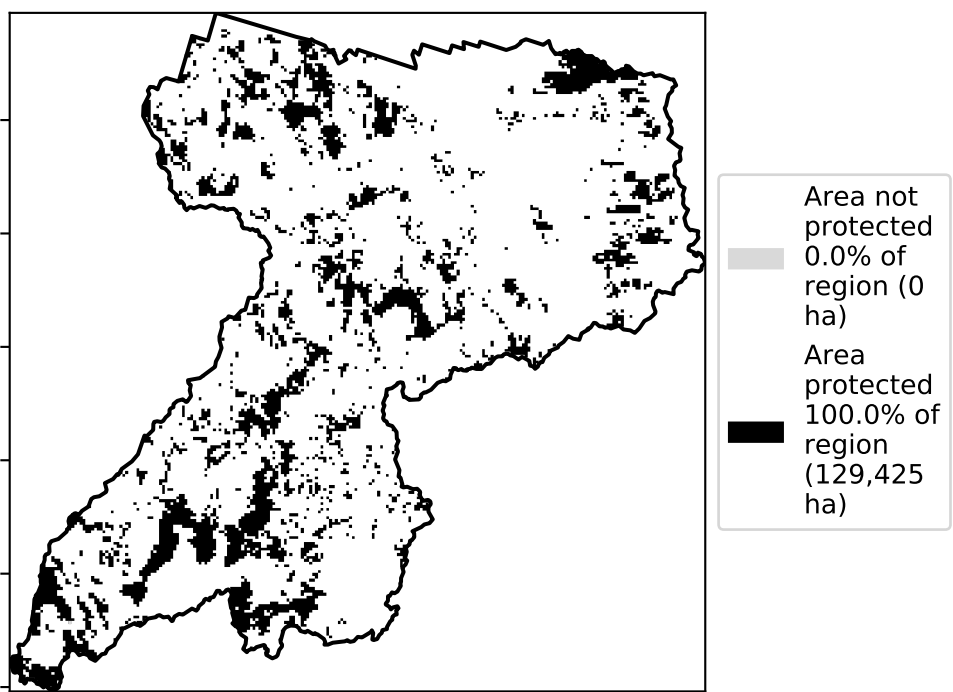 Area not
protected
0.0% of
region (0
ha)
Area
protected
100.0% of
region
(129,425
ha)